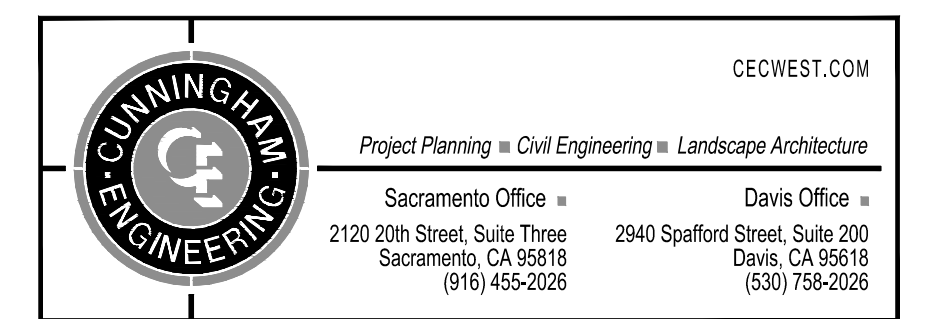 CUNNINGHAM
ENGINEERING
CECWEST.COM
Project Planning ■ Civil Engineering ■ Landscape Architecture
Sacramento Office ■
2120 20th Street, Suite Three
Sacramento, CA 95818
(916) 455-2026
Davis Office ■
2940 Spafford Street, Suite 200
Davis, CA 95618
(530) 758-2026